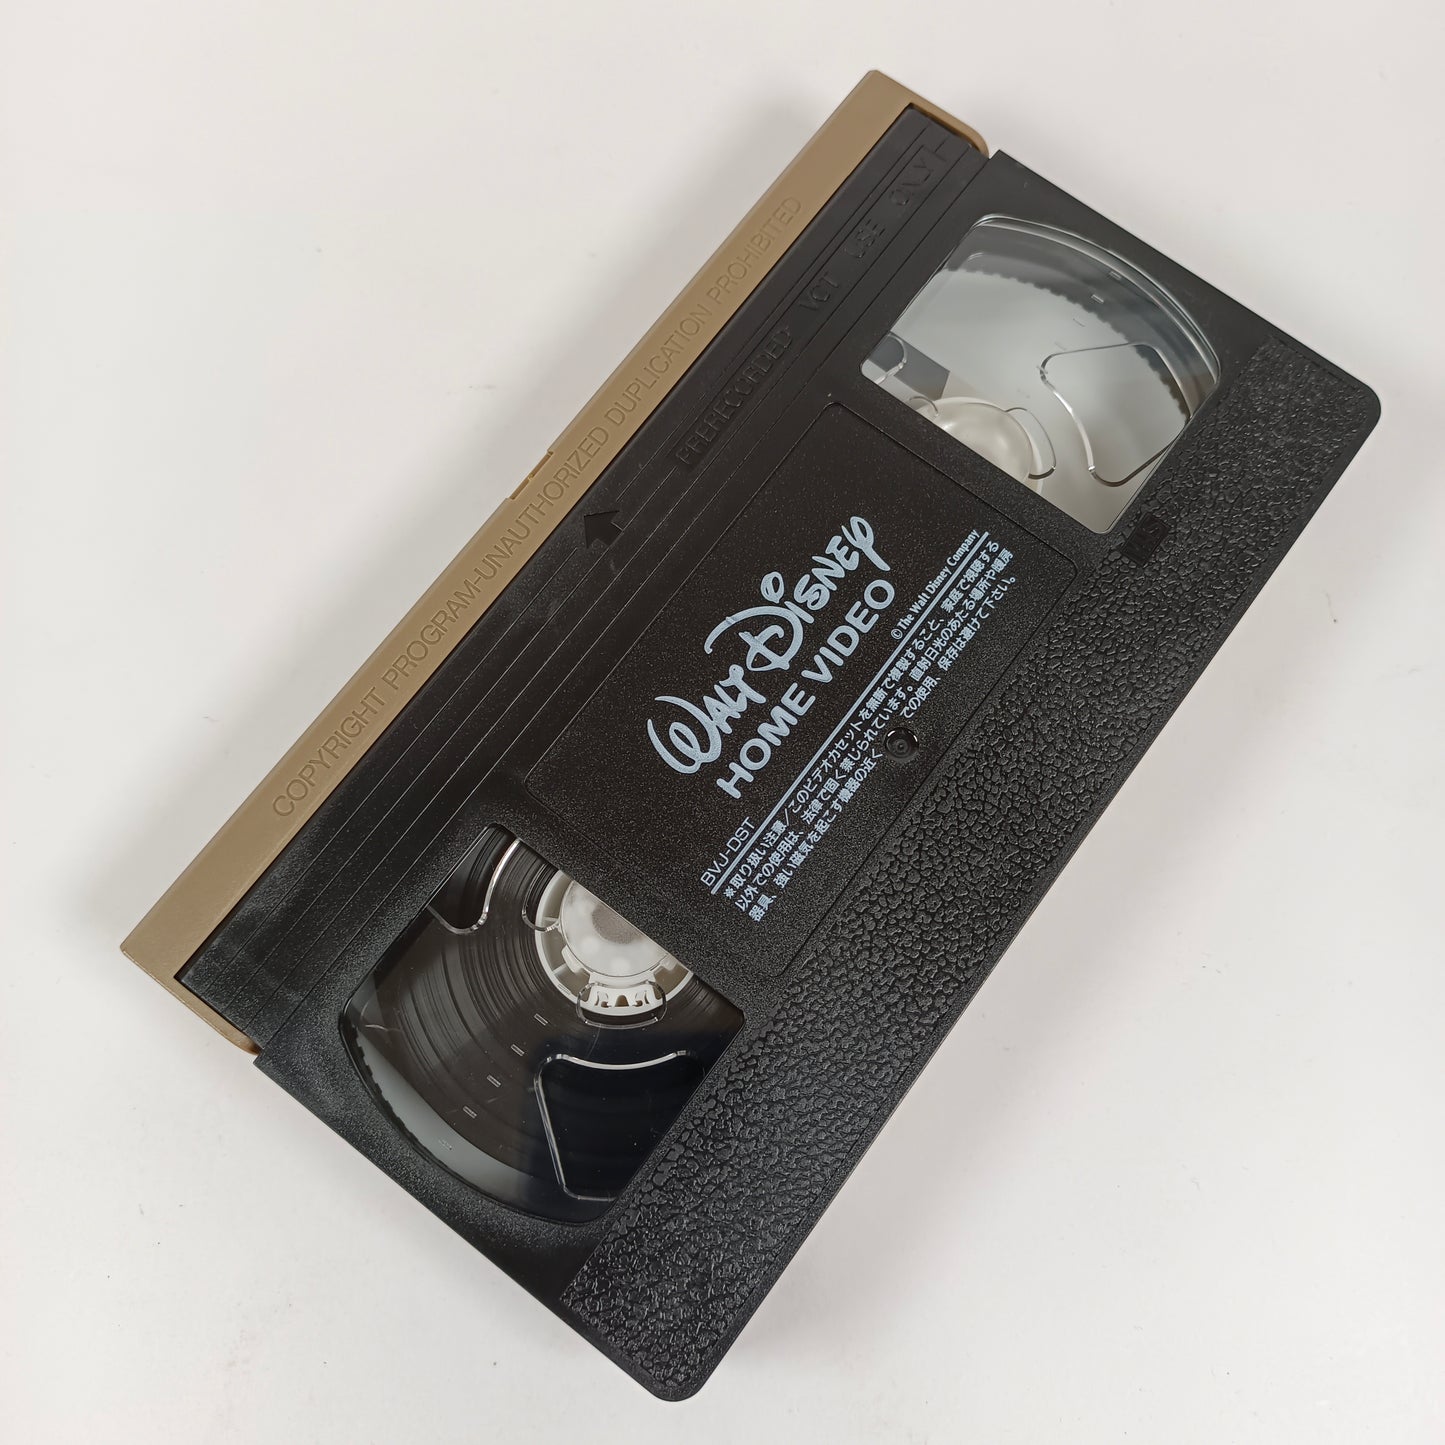 COPYRIGHT PROGRAM-UNAUTHORIZED DUPLICATION PROHIBITED
PRERECORDED VCT USE ONLY
WALT DISNEY
HOME VIDEO
© The Walt Disney Company
BVJ-DST
※取り扱い注意／このビデオカセットを無断で複製すること、家庭で視聴する
以外での使用は、法律で固く禁じられています。直射日光のあたる場所や暖房
器具、強い磁気を起こす機器の近く での使用、保存は避けて下さい。
VHS